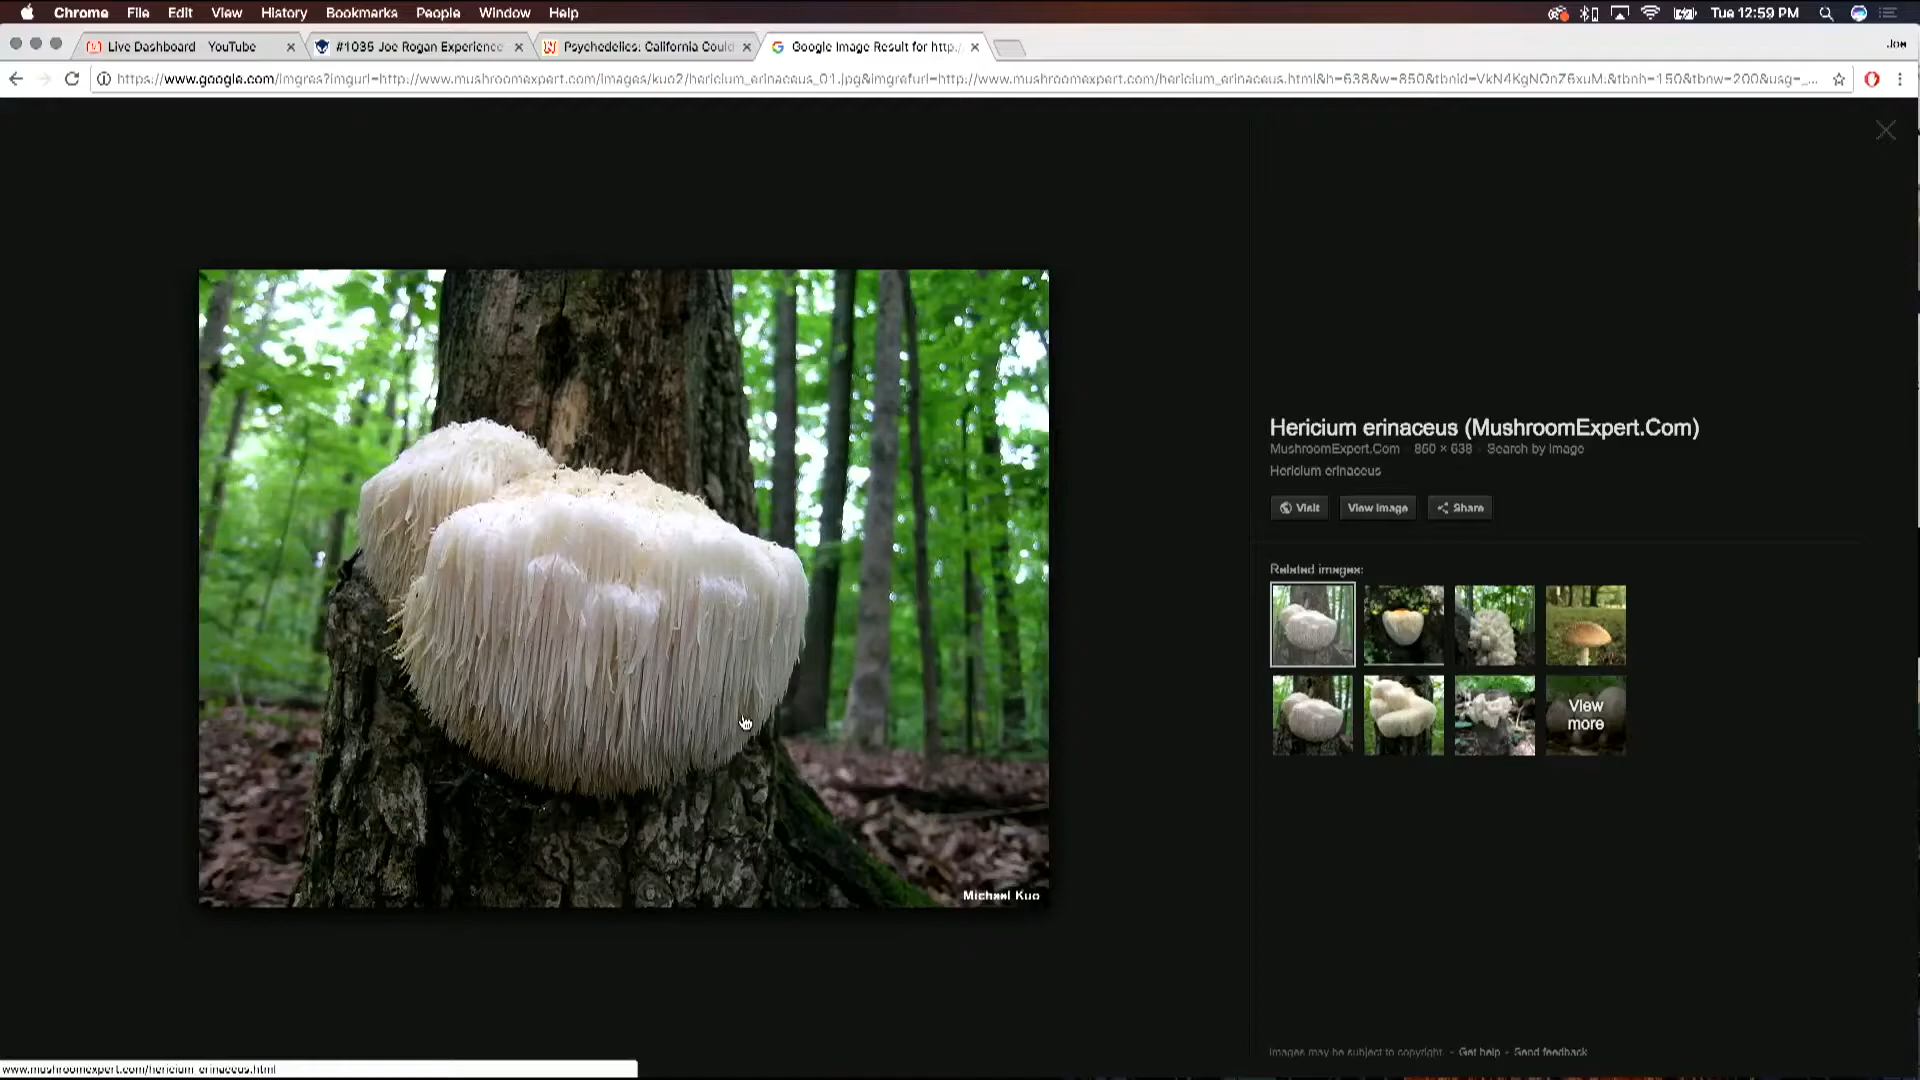 Chrome File Edit View History Bookmarks People Window Help Tue 12:59 PM
Live Dashboard YouTube #1035 Joe Rogan Experience Psychedelics: California Could Google Image Result for http:/ Joe
https://www.google.com/imgres?imgurl=http://www.mushroomexpert.com/images/kuo2/hericium_erinaceus_01.jpg&imgrefurl=http://www.mushroomexpert.com/hericium_erinaceus.html&h=638&w=850&tbnid=VkN4KgNOnZ6xuM:&tbnh=150&tbnw=200&usg=_...
Hericium erinaceus (MushroomExpert.Com)
MushroomExpert.Com 850 × 638 Search by image
Hericium erinaceus
Visit View image Share
Related images:
View
more
Michael Kuo
Images may be subject to copyright. - Get help - Send feedback
www.mushroomexpert.com/hericium_erinaceus.html